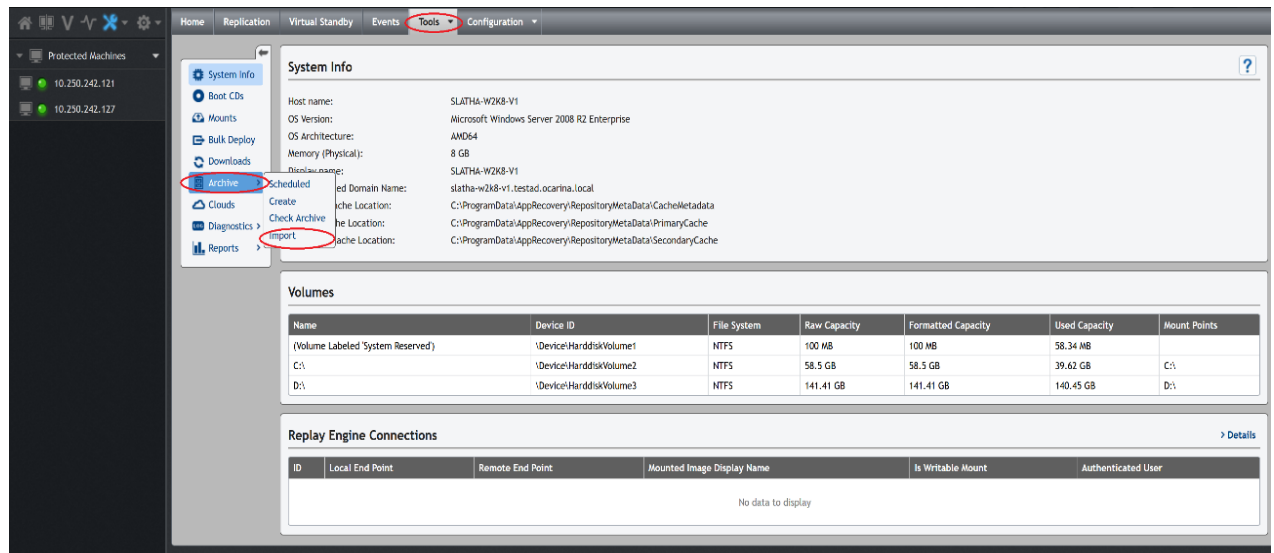 Home Replication Virtual Standby Events Tools Configuration
Protected Machines
10.250.242.121
10.250.242.127
System Info
Boot CDs
Mounts
Bulk Deploy
Downloads
Archive
Clouds
Diagnostics
Reports
Scheduled
Create
Check Archive
Import
System Info ?
Host name: SLATHA-W2K8-V1
OS Version: Microsoft Windows Server 2008 R2 Enterprise
OS Architecture: AMD64
Memory (Physical): 8 GB
Display name: SLATHA-W2K8-V1
ed Domain Name: slatha-w2k8-v1.testad.ocarina.local
ache Location: C:\ProgramData\AppRecovery\RepositoryMetaData\CacheMetadata
he Location: C:\ProgramData\AppRecovery\RepositoryMetaData\PrimaryCache
ache Location: C:\ProgramData\AppRecovery\RepositoryMetaData\SecondaryCache
Volumes
Name Device ID File System Raw Capacity Formatted Capacity Used Capacity Mount Points
(Volume Labeled 'System Reserved') \Device\HarddiskVolume1 NTFS 100 MB 100 MB 58.34 MB
C:\ \Device\HarddiskVolume2 NTFS 58.5 GB 58.5 GB 39.62 GB C:\
D:\ \Device\HarddiskVolume3 NTFS 141.41 GB 141.41 GB 140.45 GB D:\
Replay Engine Connections > Details
ID Local End Point Remote End Point Mounted Image Display Name Is Writable Mount Authenticated User
No data to display